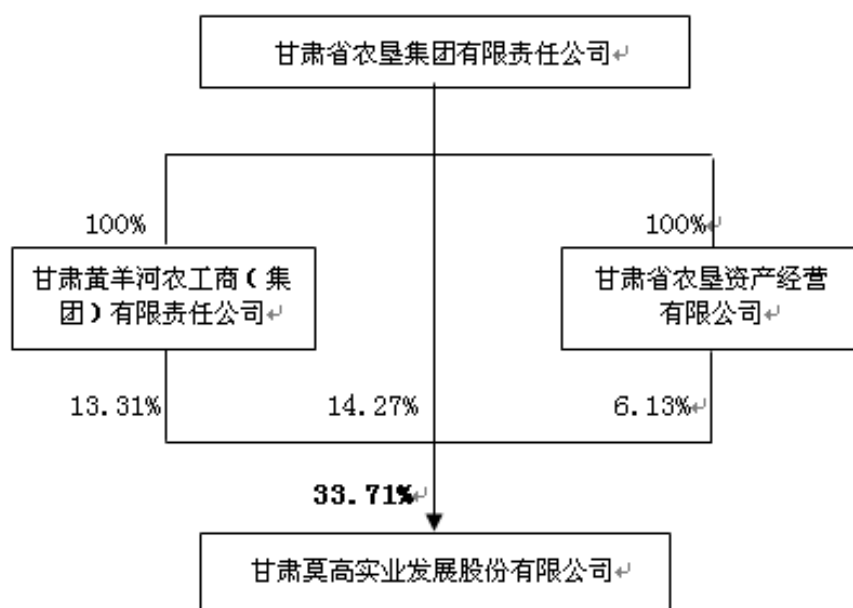 甘肃省农垦集团有限责任公司↵
100%
100%↵
甘肃黄羊河农工商（集
团）有限责任公司↵
甘肃省农垦资产经营
有限公司↵
13.31%
14.27%
6.13%↵
33.71%↵
甘肃莫高实业发展股份有限公司↵